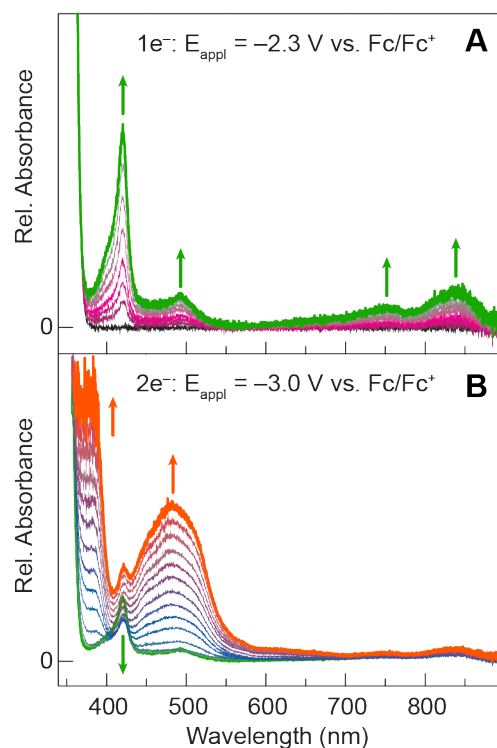 1e⁻: E_appl = –2.3 V vs. Fc/Fc⁺ A
Rel. Absorbance
0
2e⁻: E_appl = –3.0 V vs. Fc/Fc⁺ B
Rel. Absorbance
0
400 500 600 700 800
Wavelength (nm)